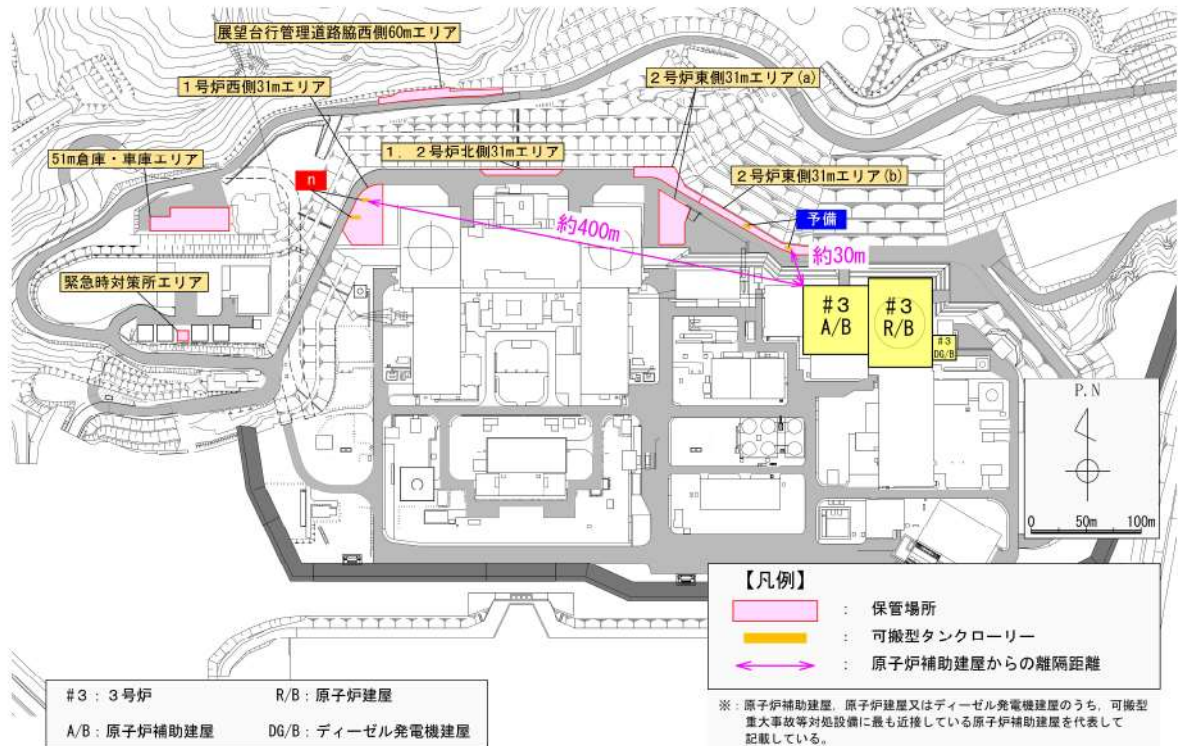 展望台行管理道路脇西側60mエリア
1号炉西側31mエリア
2号炉東側31mエリア(a)
51m倉庫・車庫エリア
1,2号炉北側31mエリア
n
2号炉東側31mエリア(b)
予備
約400m
約30m
緊急時対策所エリア
#3
A/B
#3
R/B
#3
DG/B
P.N
0 50m 100m
【凡例】
: 保管場所
: 可搬型タンクローリー
: 原子炉補助建屋からの離隔距離
#3:3号炉 R/B:原子炉建屋
A/B:原子炉補助建屋 DG/B:ディーゼル発電機建屋
※:原子炉補助建屋,原子炉建屋又はディーゼル発電機建屋のうち,可搬型
重大事故等対処設備に最も近接している原子炉補助建屋を代表して
記載している。